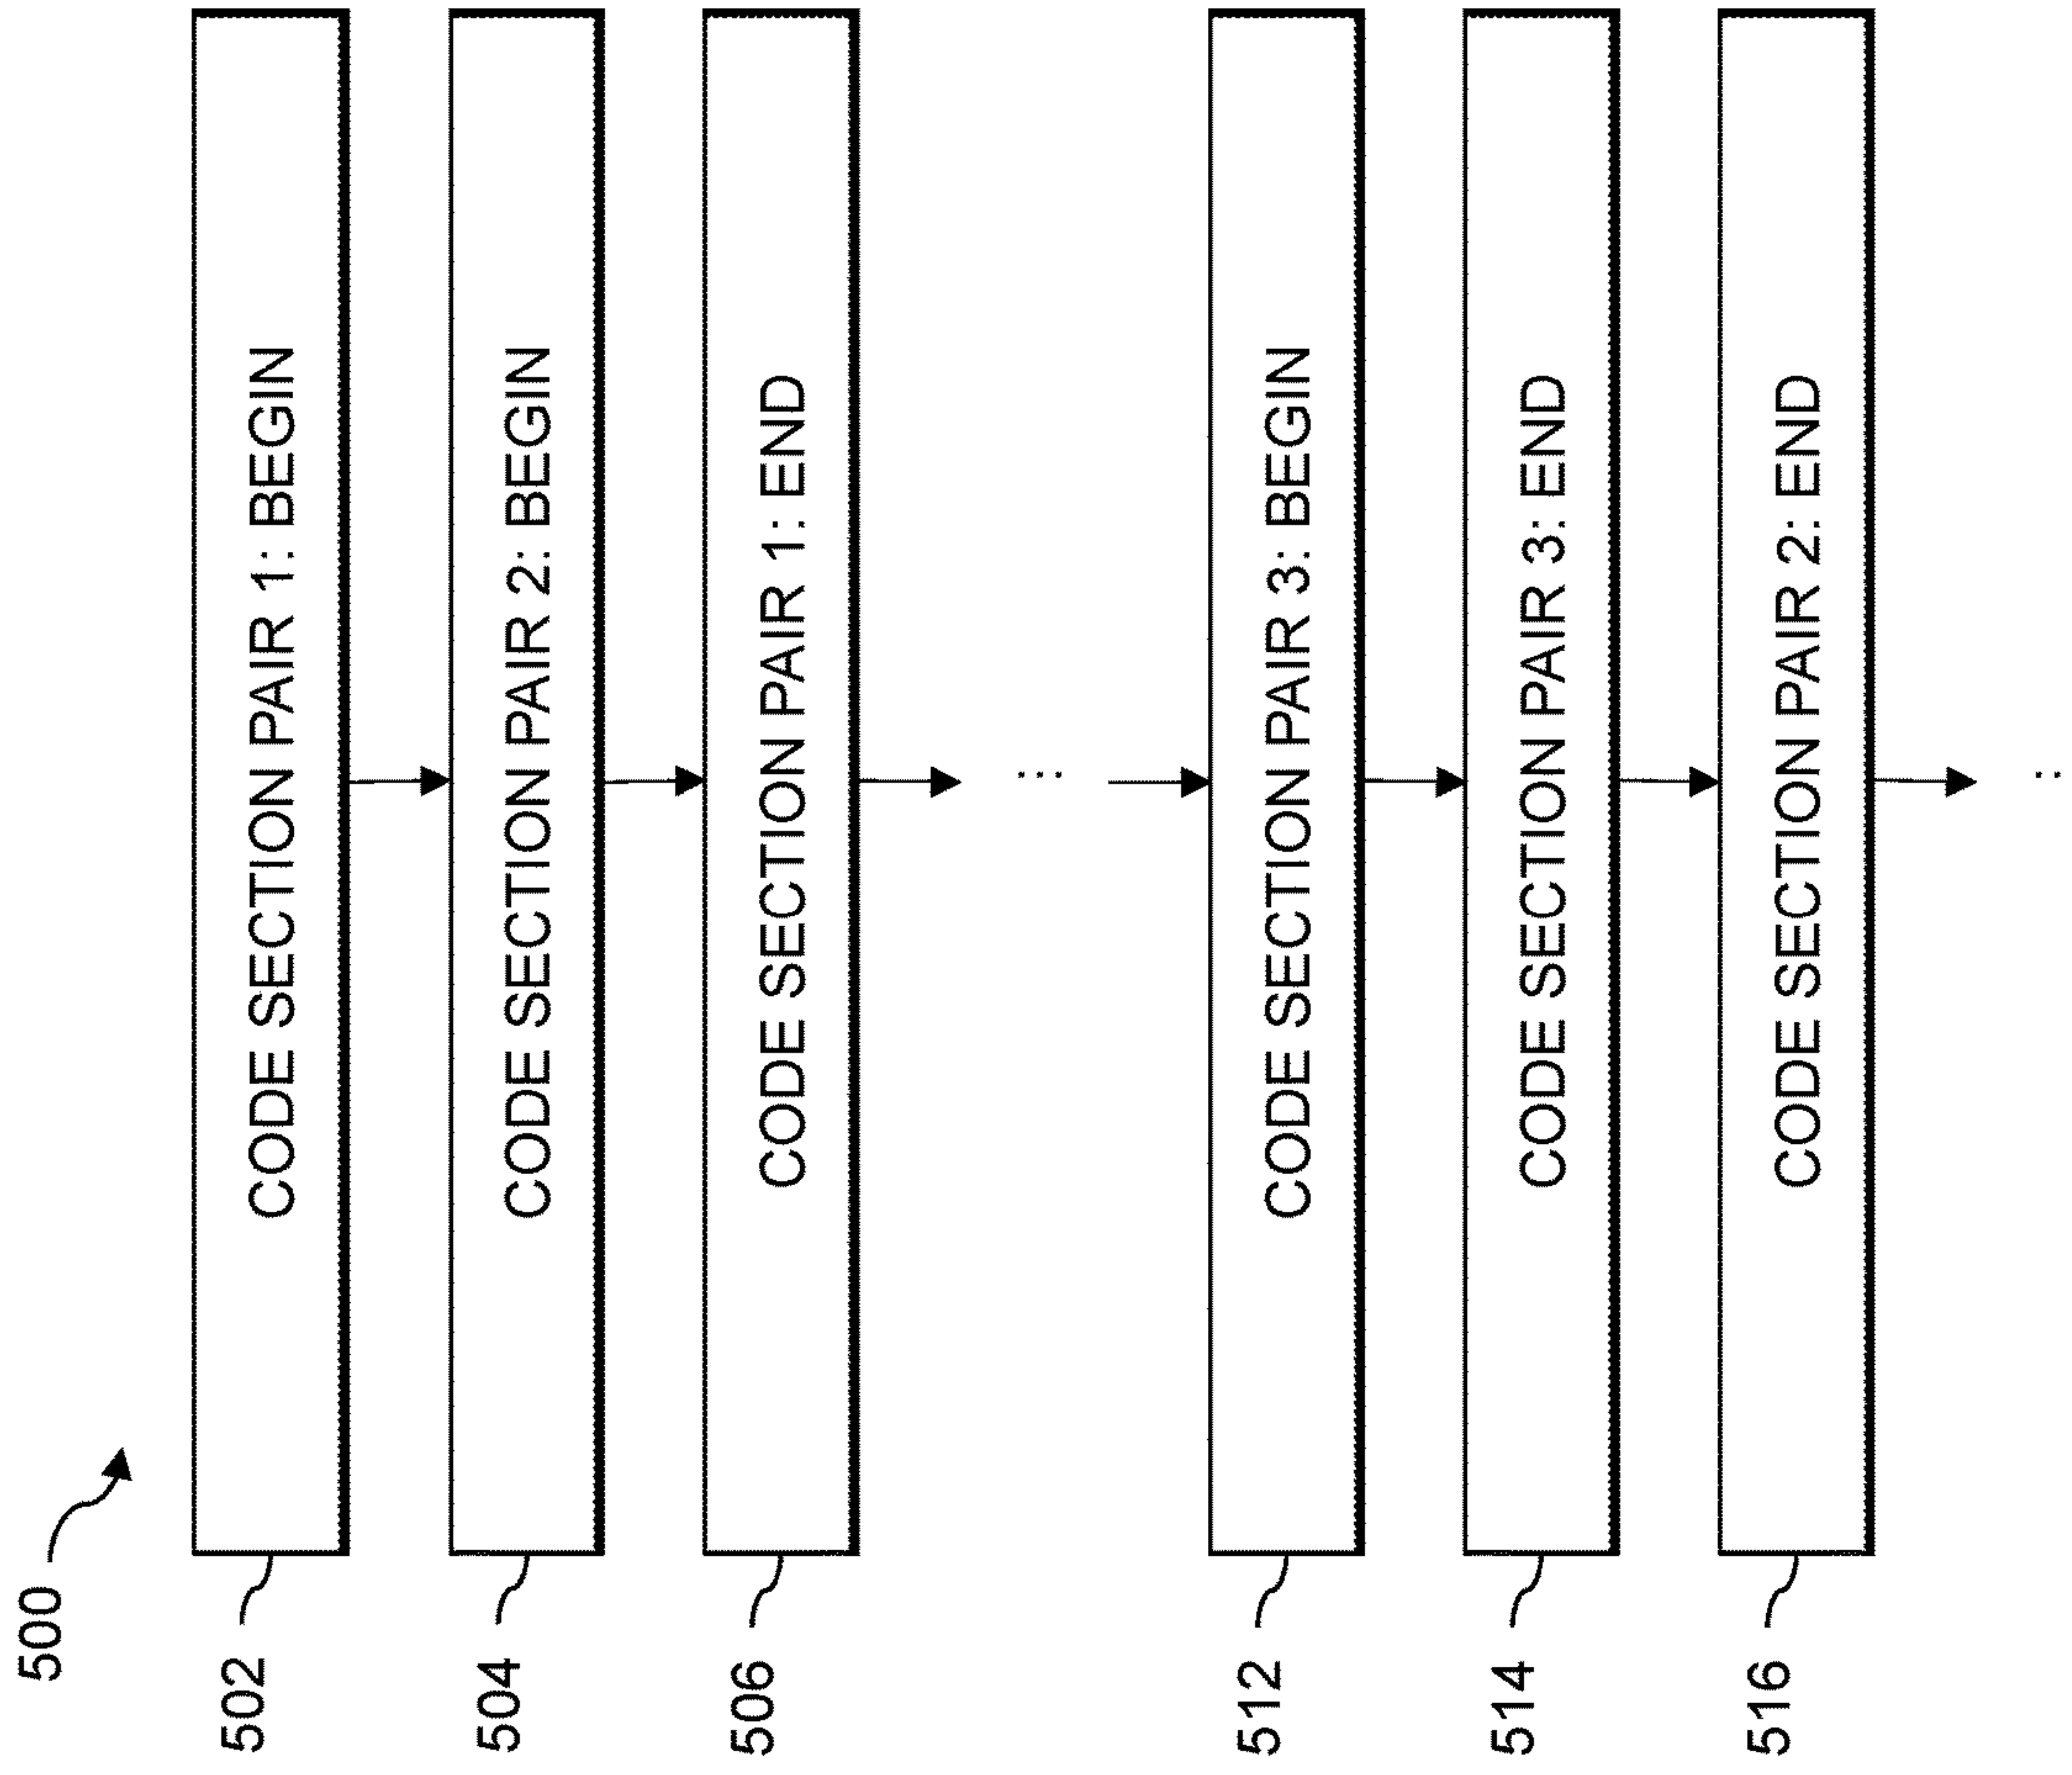 500
502 CODE SECTION PAIR 1: BEGIN
504 CODE SECTION PAIR 2: BEGIN
506 CODE SECTION PAIR 1: END
...
512 CODE SECTION PAIR 3: BEGIN
514 CODE SECTION PAIR 3: END
516 CODE SECTION PAIR 2: END
..